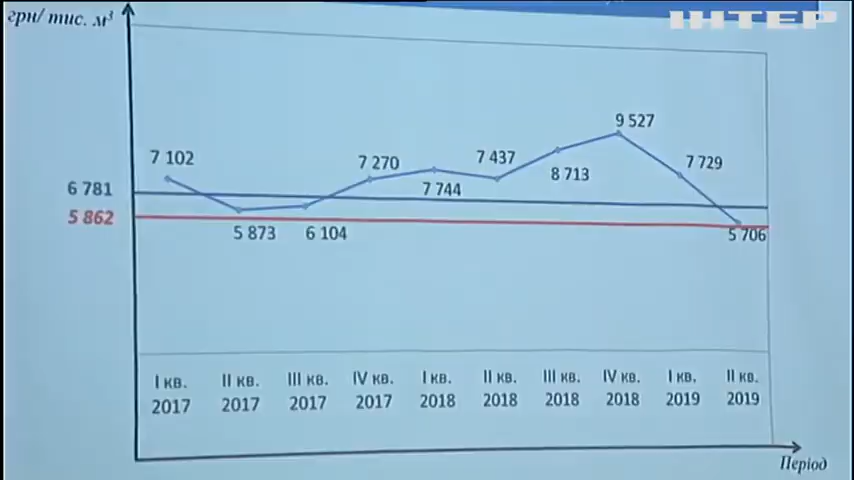 грн/ тис. м³
ІНТЕР
9 527
7 102
7 270
7 437
7 729
7 744
8 713
6 781
5 862
5 873
6 104
5 706
І кв.
2017
ІІ кв.
2017
ІІІ кв.
2017
IV кв.
2017
І кв.
2018
ІІ кв.
2018
ІІІ кв.
2018
IV кв.
2018
І кв.
2019
ІІ кв.
2019
Період